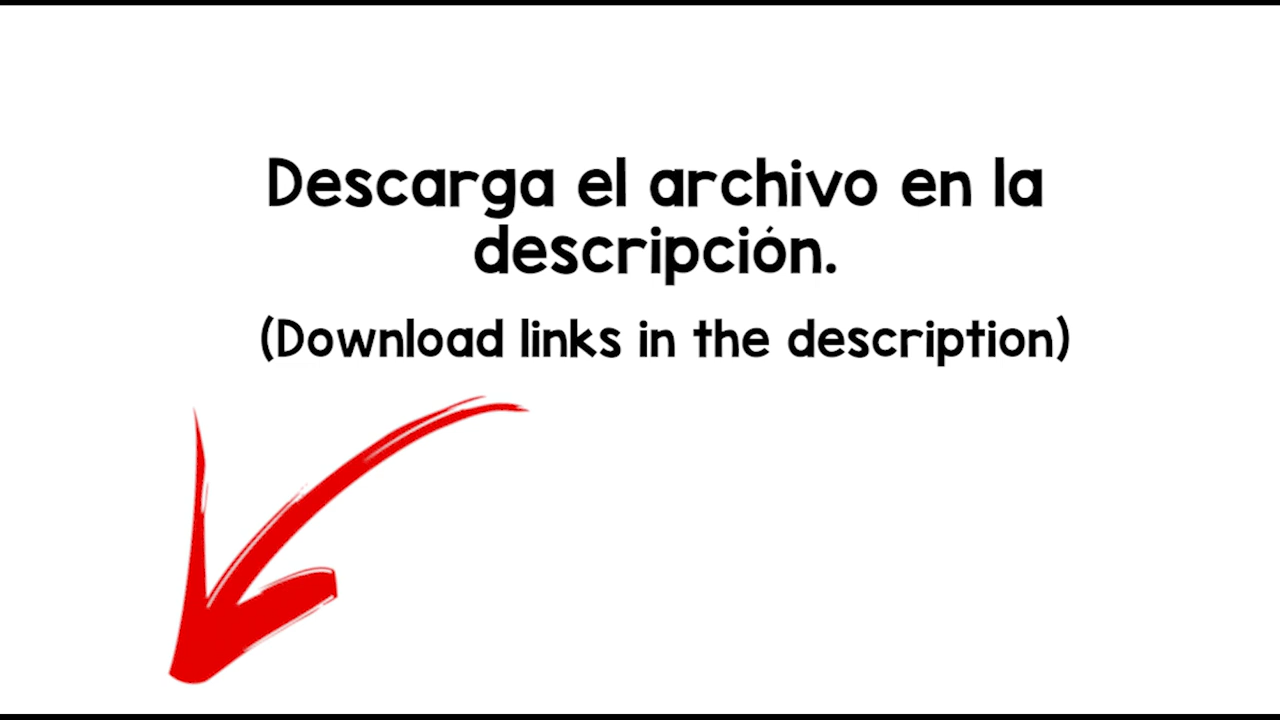 Descarga el archivo en la
descripción.
(Download links in the description)